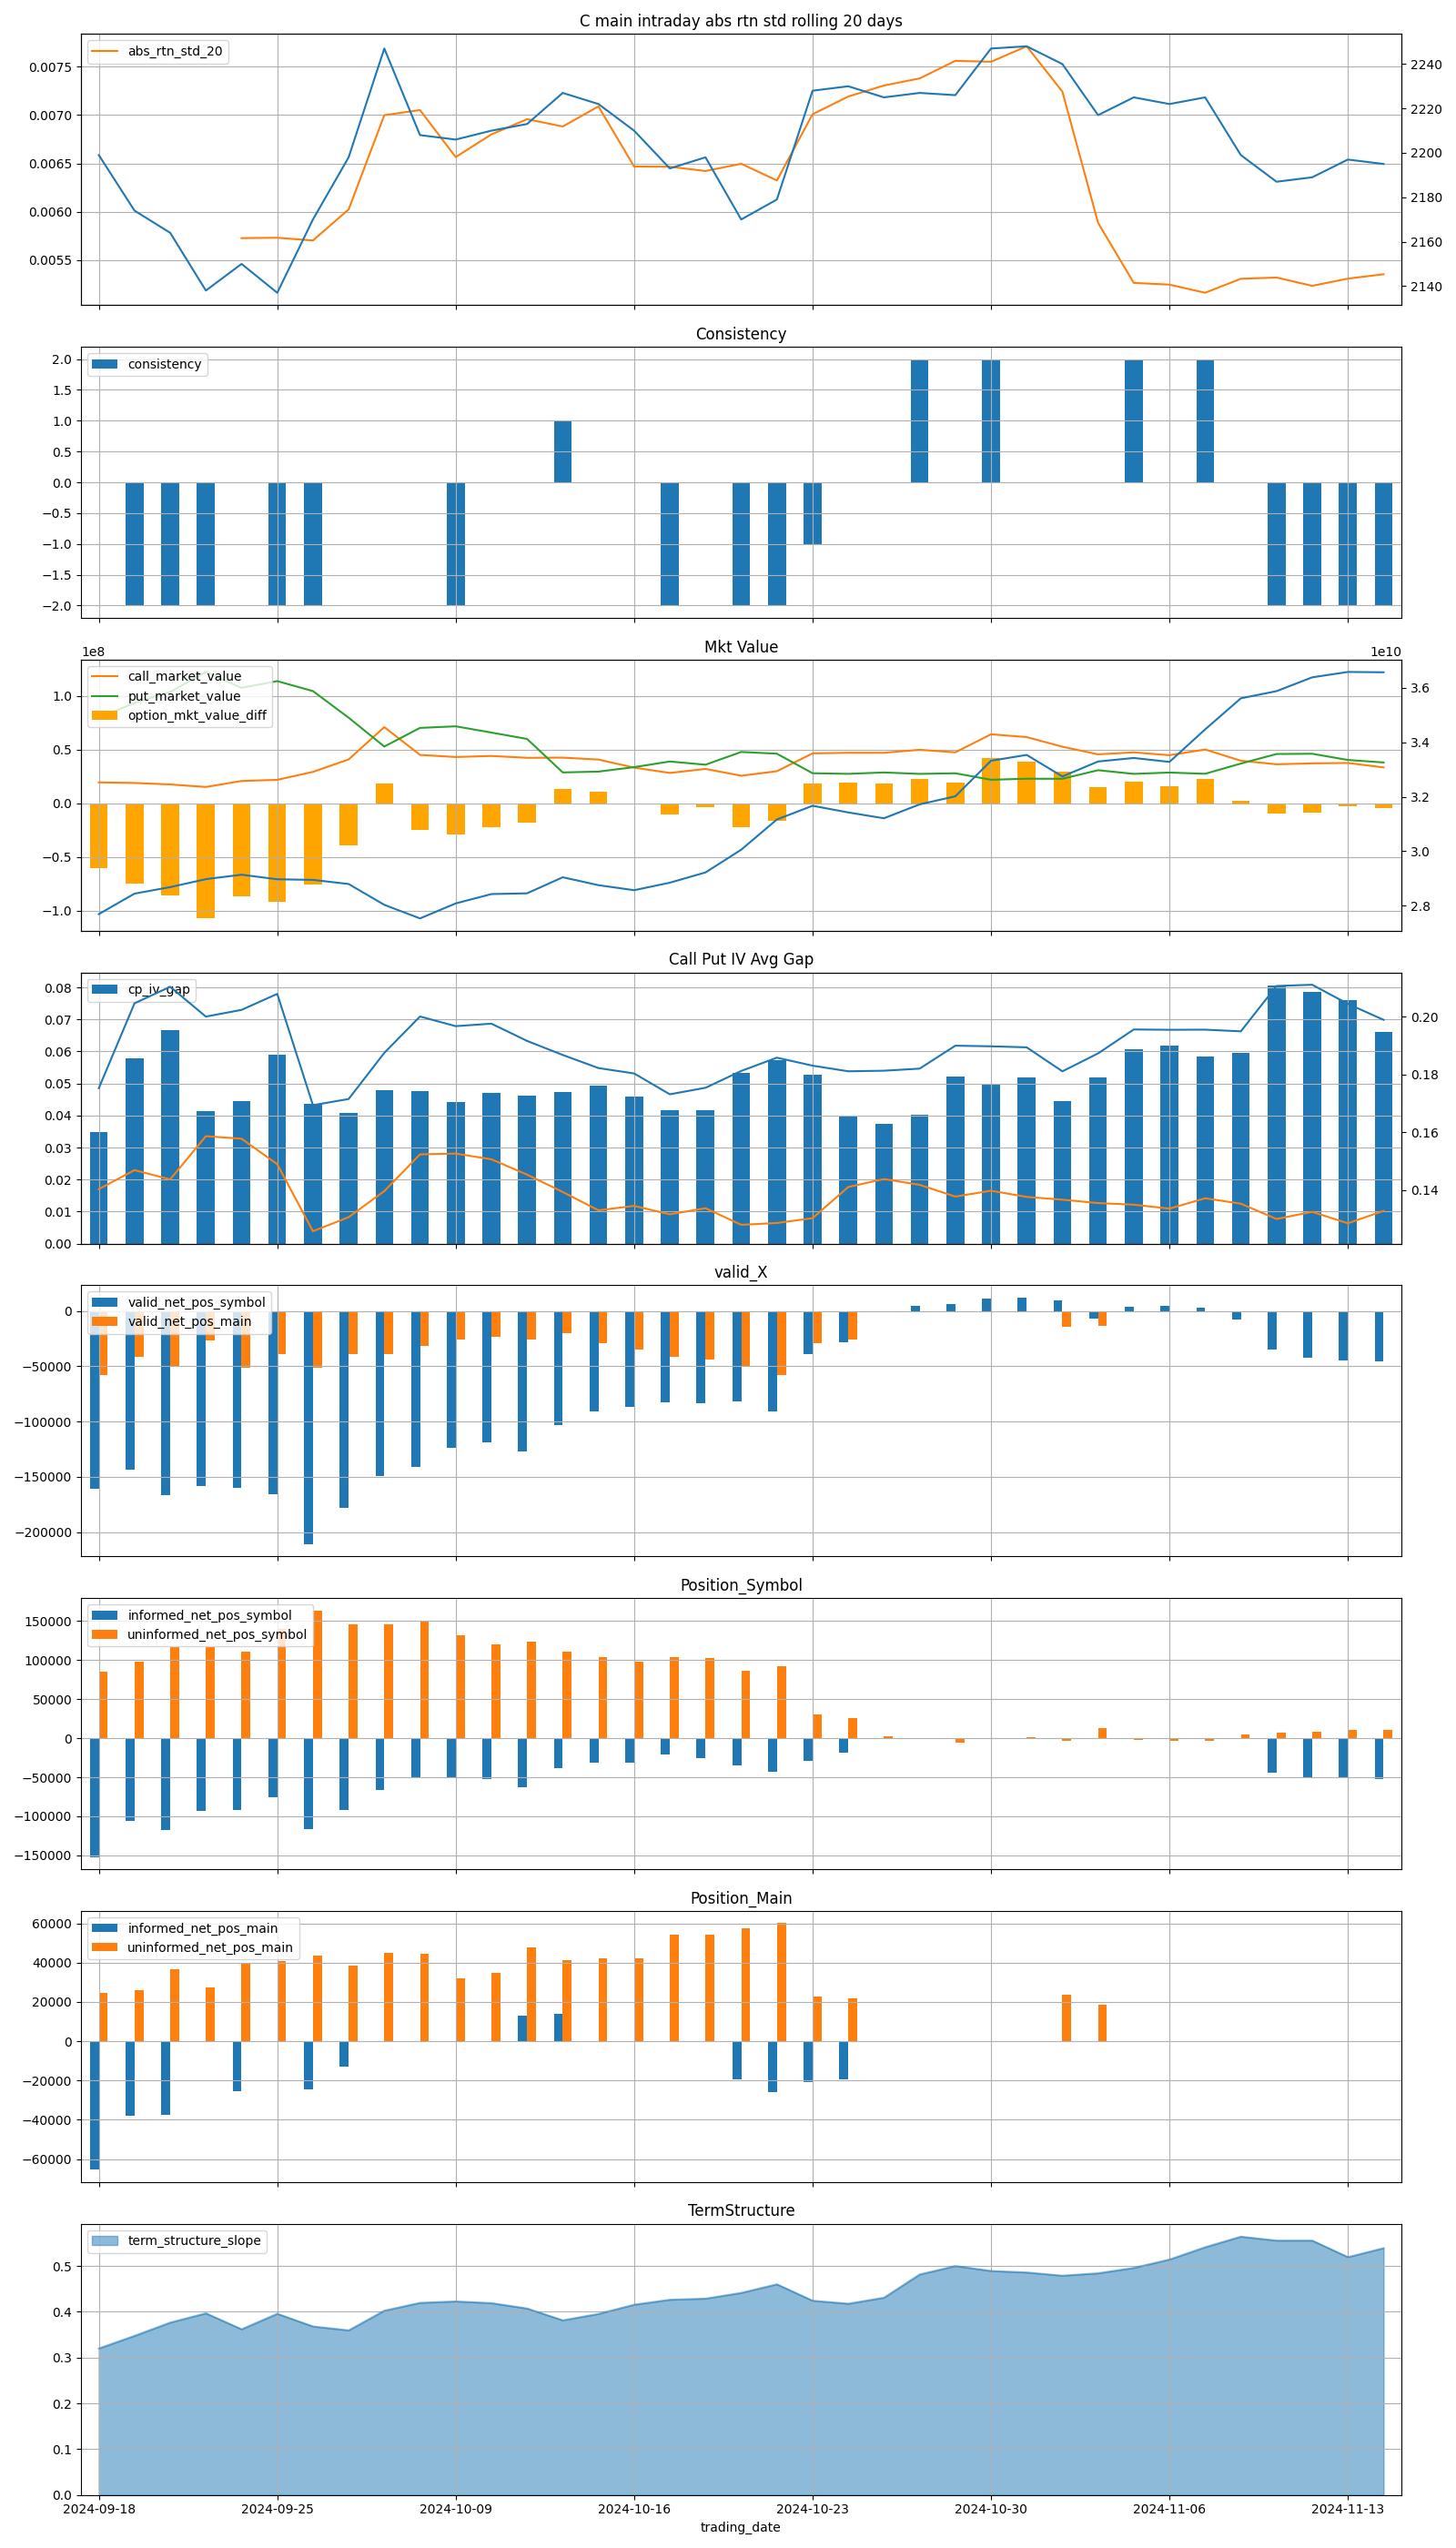 C main intraday abs rtn std rolling 20 days
abs_rtn_std_20
0.0075
0.0070
0.0065
0.0060
0.0055
2240
2220
2200
2180
2160
2140
Consistency
consistency
2.0
1.5
1.0
0.5
0.0
−0.5
−1.0
−1.5
−2.0
Mkt Value
1e8
1e10
call_market_value
put_market_value
option_mkt_value_diff
1.0
0.5
0.0
−0.5
−1.0
3.6
3.4
3.2
3.0
2.8
Call Put IV Avg Gap
cp_iv_gap
0.08
0.07
0.06
0.05
0.04
0.03
0.02
0.01
0.00
0.20
0.18
0.16
0.14
valid_X
valid_net_pos_symbol
valid_net_pos_main
0
−50000
−100000
−150000
−200000
Position_Symbol
informed_net_pos_symbol
uninformed_net_pos_symbol
150000
100000
50000
0
−50000
−100000
−150000
Position_Main
informed_net_pos_main
uninformed_net_pos_main
60000
40000
20000
0
−20000
−40000
−60000
TermStructure
term_structure_slope
0.5
0.4
0.3
0.2
0.1
0.0
2024-09-18 2024-09-25 2024-10-09 2024-10-16 2024-10-23 2024-10-30 2024-11-06 2024-11-13
trading_date